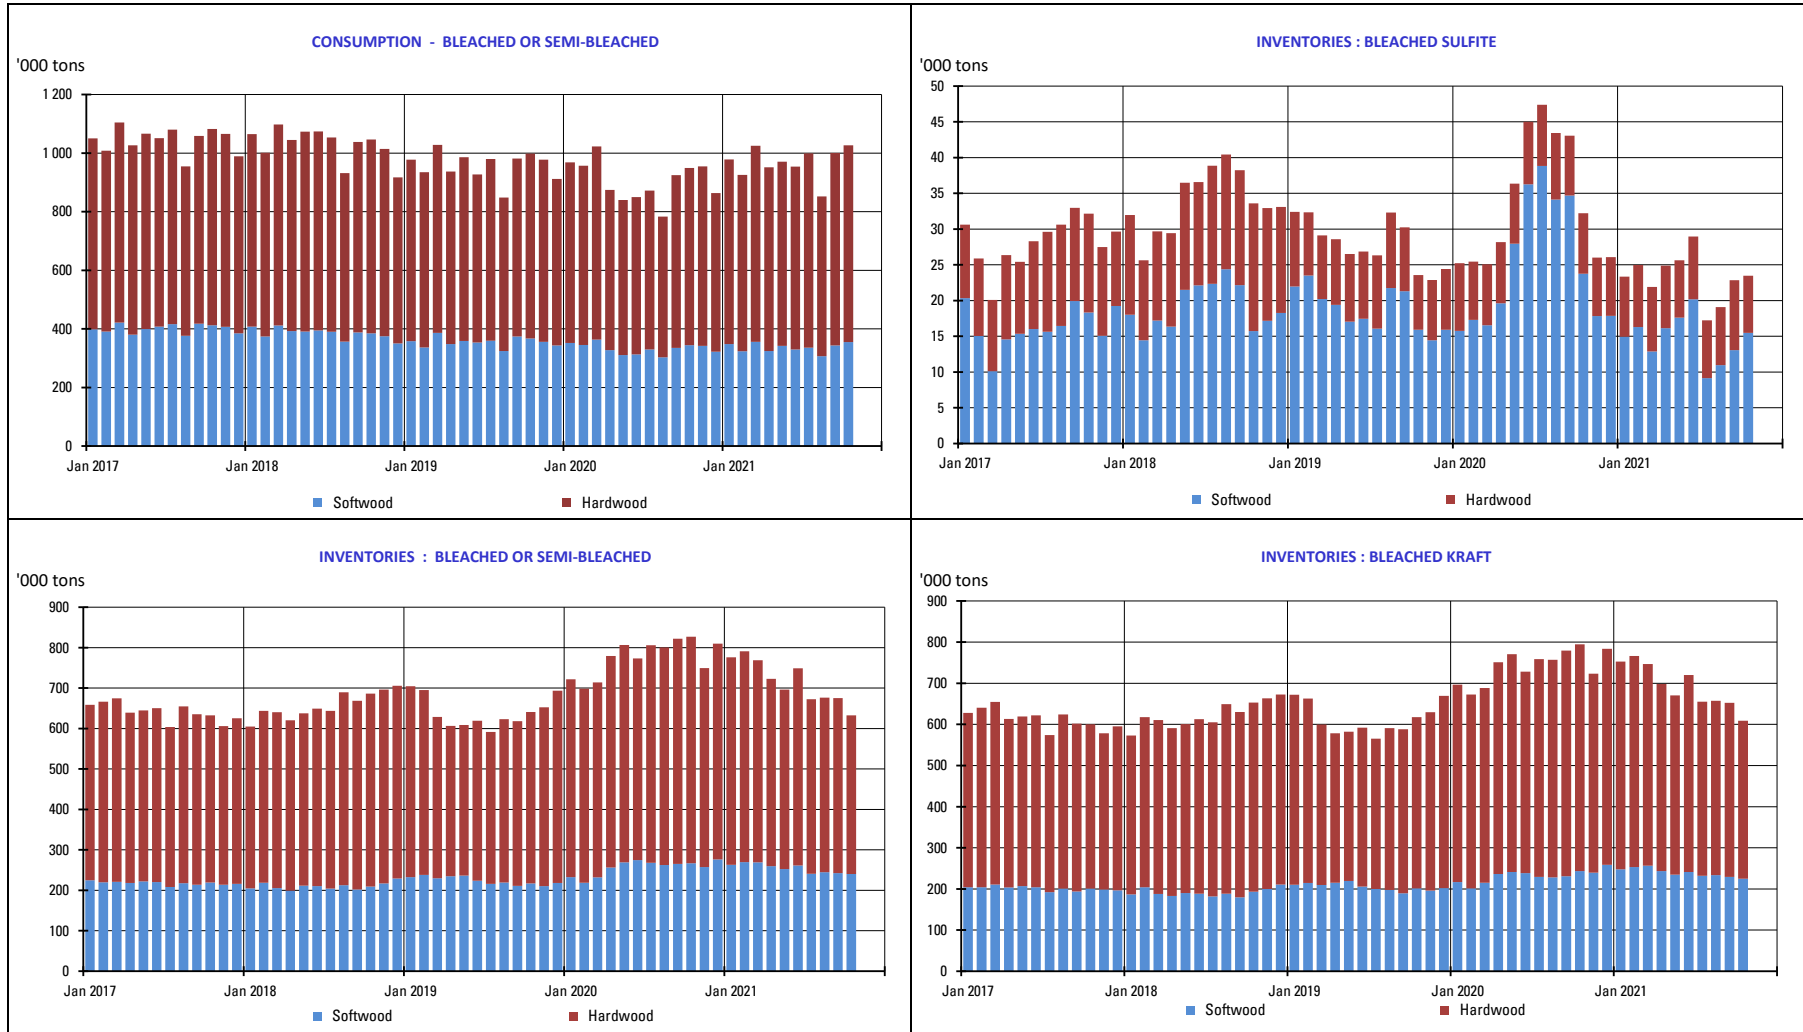 CONSUMPTION - BLEACHED OR SEMI-BLEACHED
'000 tons
1 200
1 000
800
600
400
200
0
Jan 2017 Jan 2018 Jan 2019 Jan 2020 Jan 2021
Softwood Hardwood
INVENTORIES : BLEACHED SULFITE
'000 tons
50
45
40
35
30
25
20
15
10
5
0
Jan 2017 Jan 2018 Jan 2019 Jan 2020 Jan 2021
Softwood Hardwood
INVENTORIES : BLEACHED OR SEMI-BLEACHED
'000 tons
900
800
700
600
500
400
300
200
100
0
Jan 2017 Jan 2018 Jan 2019 Jan 2020 Jan 2021
Softwood Hardwood
INVENTORIES : BLEACHED KRAFT
'000 tons
900
800
700
600
500
400
300
200
100
0
Jan 2017 Jan 2018 Jan 2019 Jan 2020 Jan 2021
Softwood Hardwood